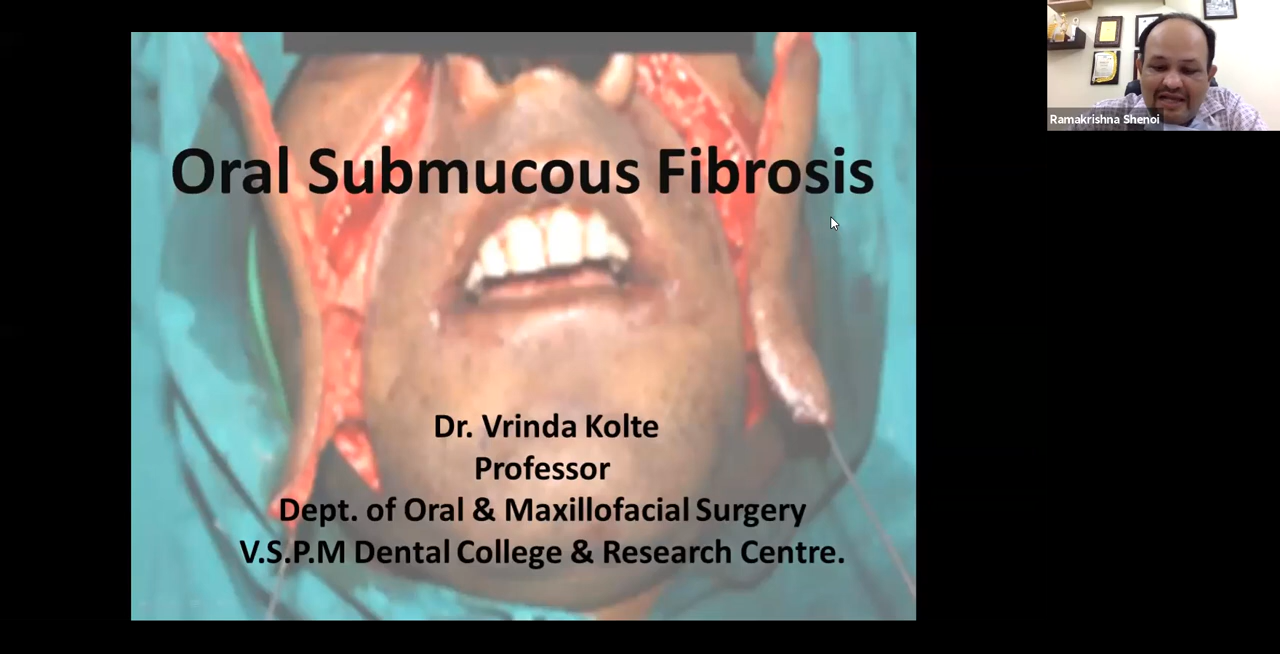 Oral Submucous Fibrosis
Dr. Vrinda Kolte
Professor
Dept. of Oral & Maxillofacial Surgery
V.S.P.M Dental College & Research Centre.
Ramakrishna Shenoi